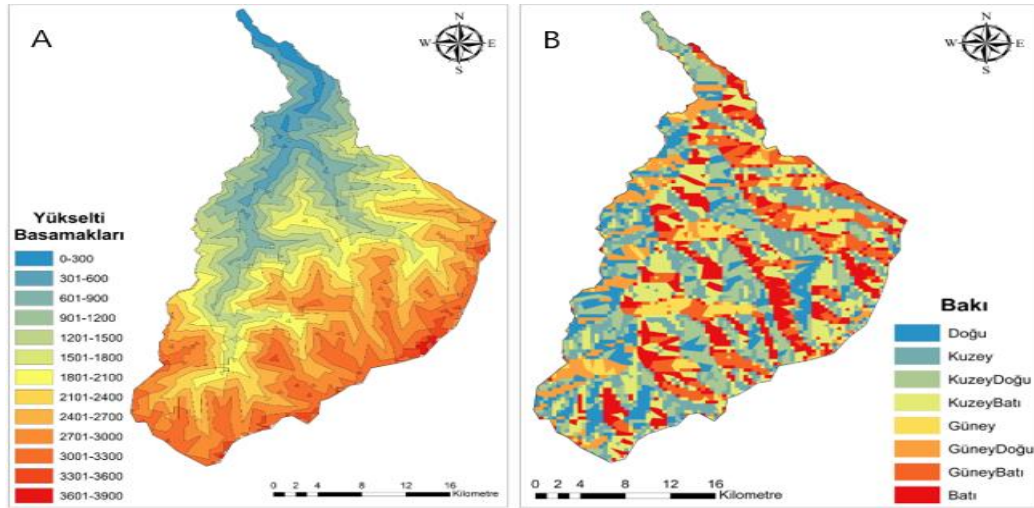 A
N
W
E
S
Yükselti
Basamakları
0-300
301-600
601-900
901-1200
1201-1500
1501-1800
1801-2100
2101-2400
2401-2700
2701-3000
3001-3300
3301-3600
3601-3900
0 2 4 8 12 16
Kilometre
B
N
W
E
S
Bakı
Doğu
Kuzey
KuzeyDoğu
KuzeyBatı
Güney
GüneyDoğu
GüneyBatı
Batı
0 2 4 8 12 16
Kilometre